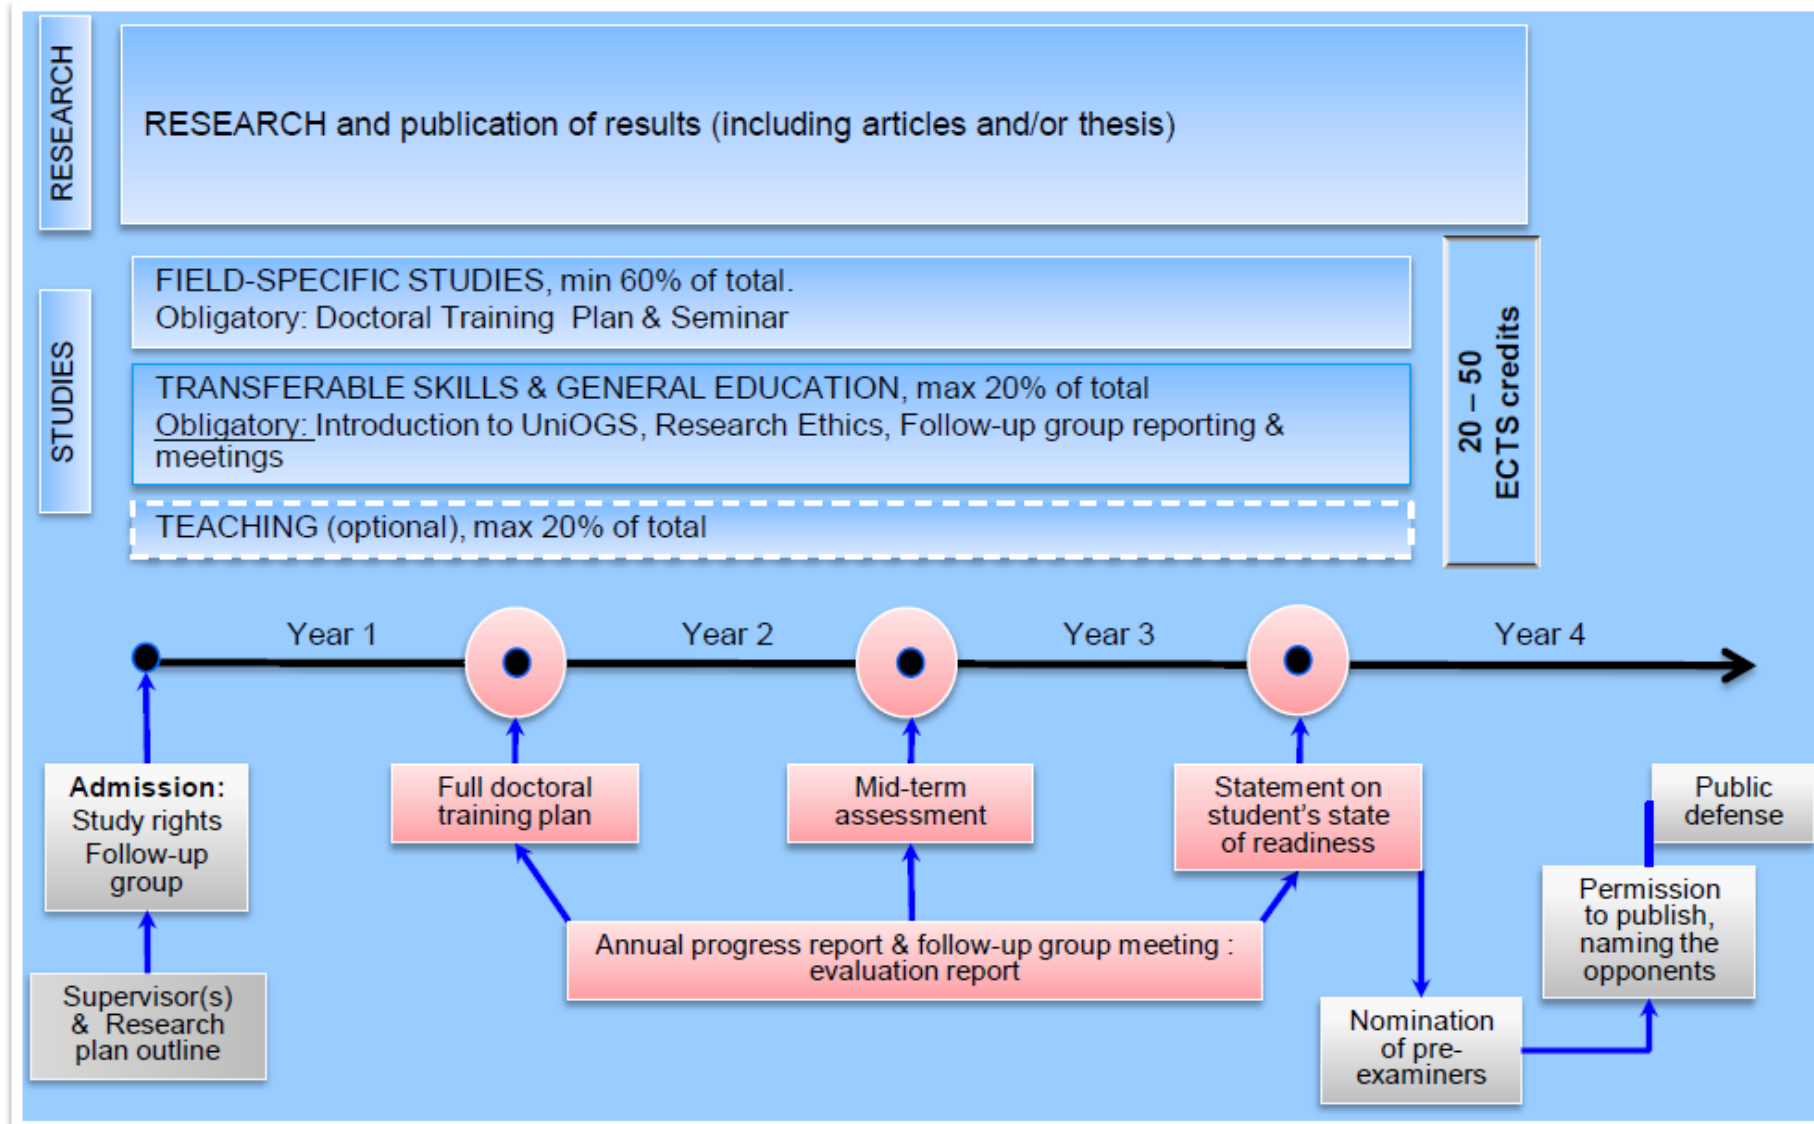 RESEARCH
RESEARCH and publication of results (including articles and/or thesis)
STUDIES
FIELD-SPECIFIC STUDIES, min 60% of total.
Obligatory: Doctoral Training Plan & Seminar
TRANSFERABLE SKILLS & GENERAL EDUCATION, max 20% of total
Obligatory: Introduction to UniOGS, Research Ethics, Follow-up group reporting &
meetings
TEACHING (optional), max 20% of total
20 – 50
ECTS credits
Year 1
Year 2
Year 3
Year 4
Admission:
Study rights
Follow-up
group
Supervisor(s)
& Research
plan outline
Full doctoral
training plan
Mid-term
assessment
Statement on
student's state
of readiness
Annual progress report & follow-up group meeting :
evaluation report
Nomination
of pre-
examiners
Permission
to publish,
naming the
opponents
Public
defense